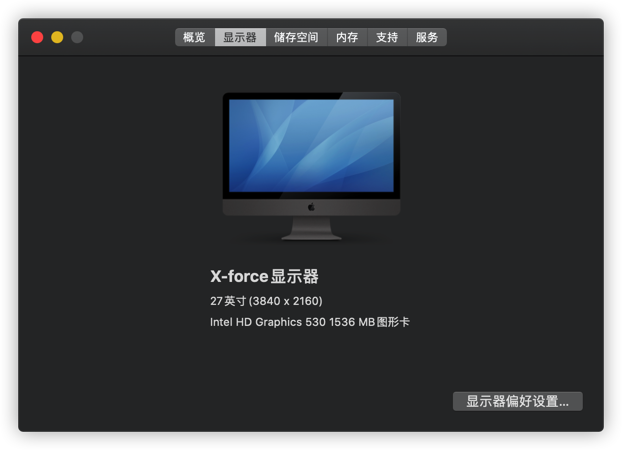 概览 显示器 储存空间 内存 支持 服务
X-force显示器
27英寸 (3840 x 2160)
Intel HD Graphics 530 1536 MB图形卡
显示器偏好设置...